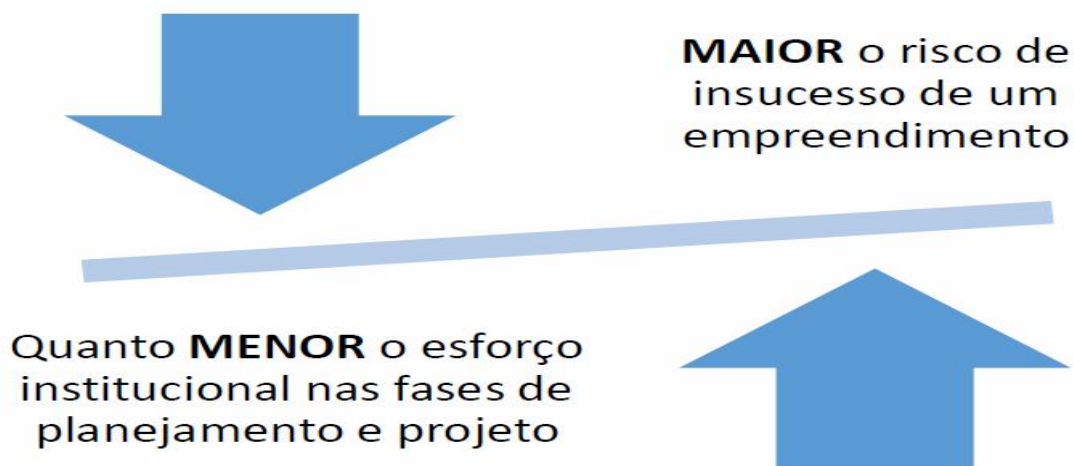 MAIOR o risco de
insucesso de um
empreendimento
Quanto MENOR o esforço
institucional nas fases de
planejamento e projeto